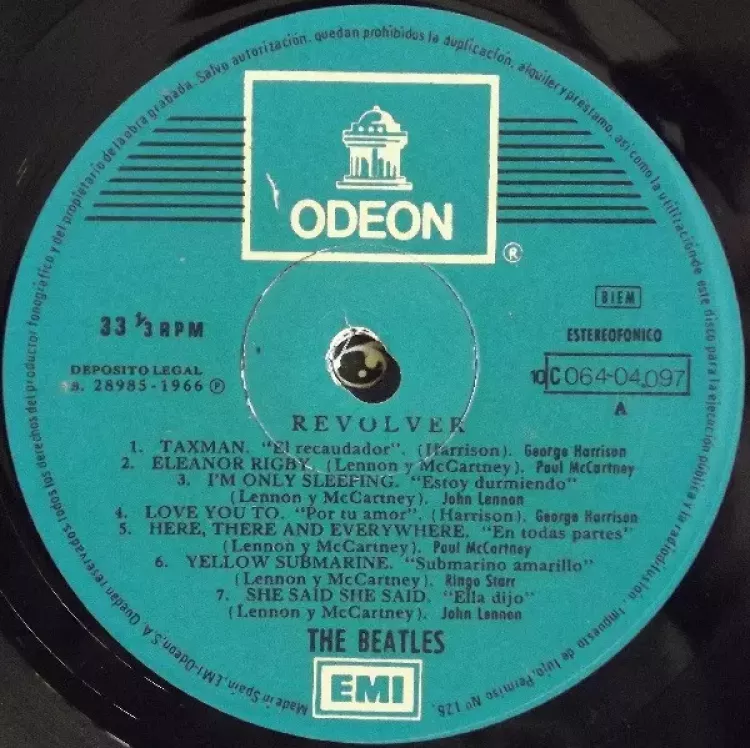 Made in Spain, EMI-Odeon, S.A. Quedan reservados todos los derechos del productor fonográfico y del propietario de la obra grabada. Salvo autorización, quedan prohibidos la duplicación, alquiler y préstamo, así como la utilización de este disco para la ejecución pública y la radiodifusión. Impuesto de lujo, Permiso Nº 128.
ODEON
®
BIEM
33 1/3 RPM
ESTEREOFONICO
DEPOSITO LEGAL
B. 28985-1966 Ⓟ
10C 064-04.097
A
REVOLVER
1. TAXMAN. "El recaudador". (Harrison). George Harrison
2. ELEANOR RIGBY. (Lennon y McCartney). Paul McCartney
3. I'M ONLY SLEEPING. "Estoy durmiendo"
(Lennon y McCartney). John Lennon
4. LOVE YOU TO. "Por tu amor". (Harrison). George Harrison
5. HERE, THERE AND EVERYWHERE. "En todas partes"
(Lennon y McCartney). Paul McCartney
6. YELLOW SUBMARINE. "Submarino amarillo"
(Lennon y McCartney). Ringo Starr
7. SHE SAID SHE SAID. "Ella dijo"
(Lennon y McCartney). John Lennon
THE BEATLES
EMI